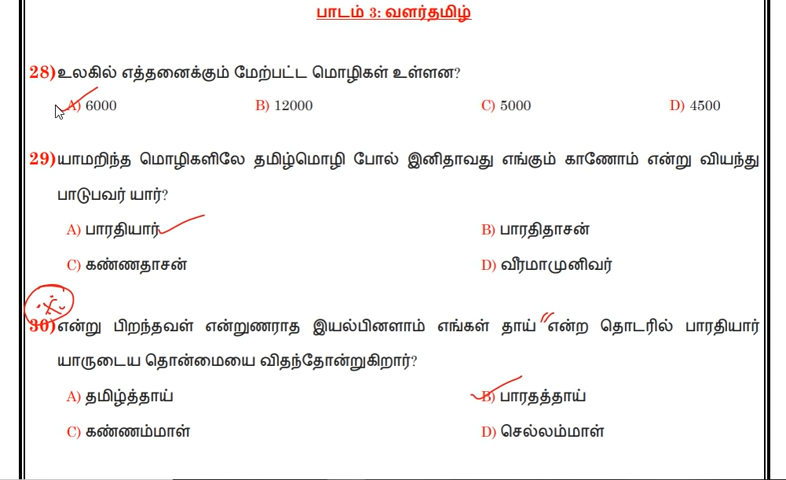 பாடம் 3: வளர்தமிழ்
28)உலகில் எத்தனைக்கும் மேற்பட்ட மொழிகள் உள்ளன?
A) 6000 B) 12000 C) 5000 D) 4500
29)யாமறிந்த மொழிகளிலே தமிழ்மொழி போல் இனிதாவது எங்கும் காணோம் என்று வியந்து
பாடுபவர் யார்?
A) பாரதியார் B) பாரதிதாசன்
C) கண்ணதாசன் D) வீரமாமுனிவர்
30)என்று பிறந்தவள் என்றுணராத இயல்பினளாம் எங்கள் தாய் என்ற தொடரில் பாரதியார்
யாருடைய தொன்மையை விதந்தோன்றுகிறார்?
A) தமிழ்த்தாய் B) பாரதத்தாய்
C) கண்ணம்மாள் D) செல்லம்மாள்